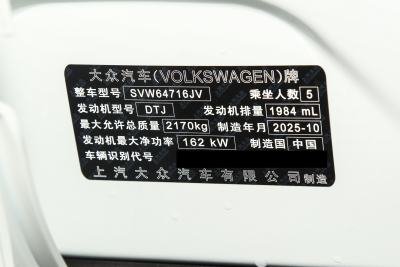 大众汽车(VOLKSWAGEN)牌
整车型号 SVW64716JV 乘坐人数 5
发动机型号 DTJ 发动机排量 1984 mL
最大允许总质量 2170kg 制造年月 2025-10
发动机最大净功率 162 kW 制造国 中国
车辆识别代号
上汽大众汽车有限公司制造